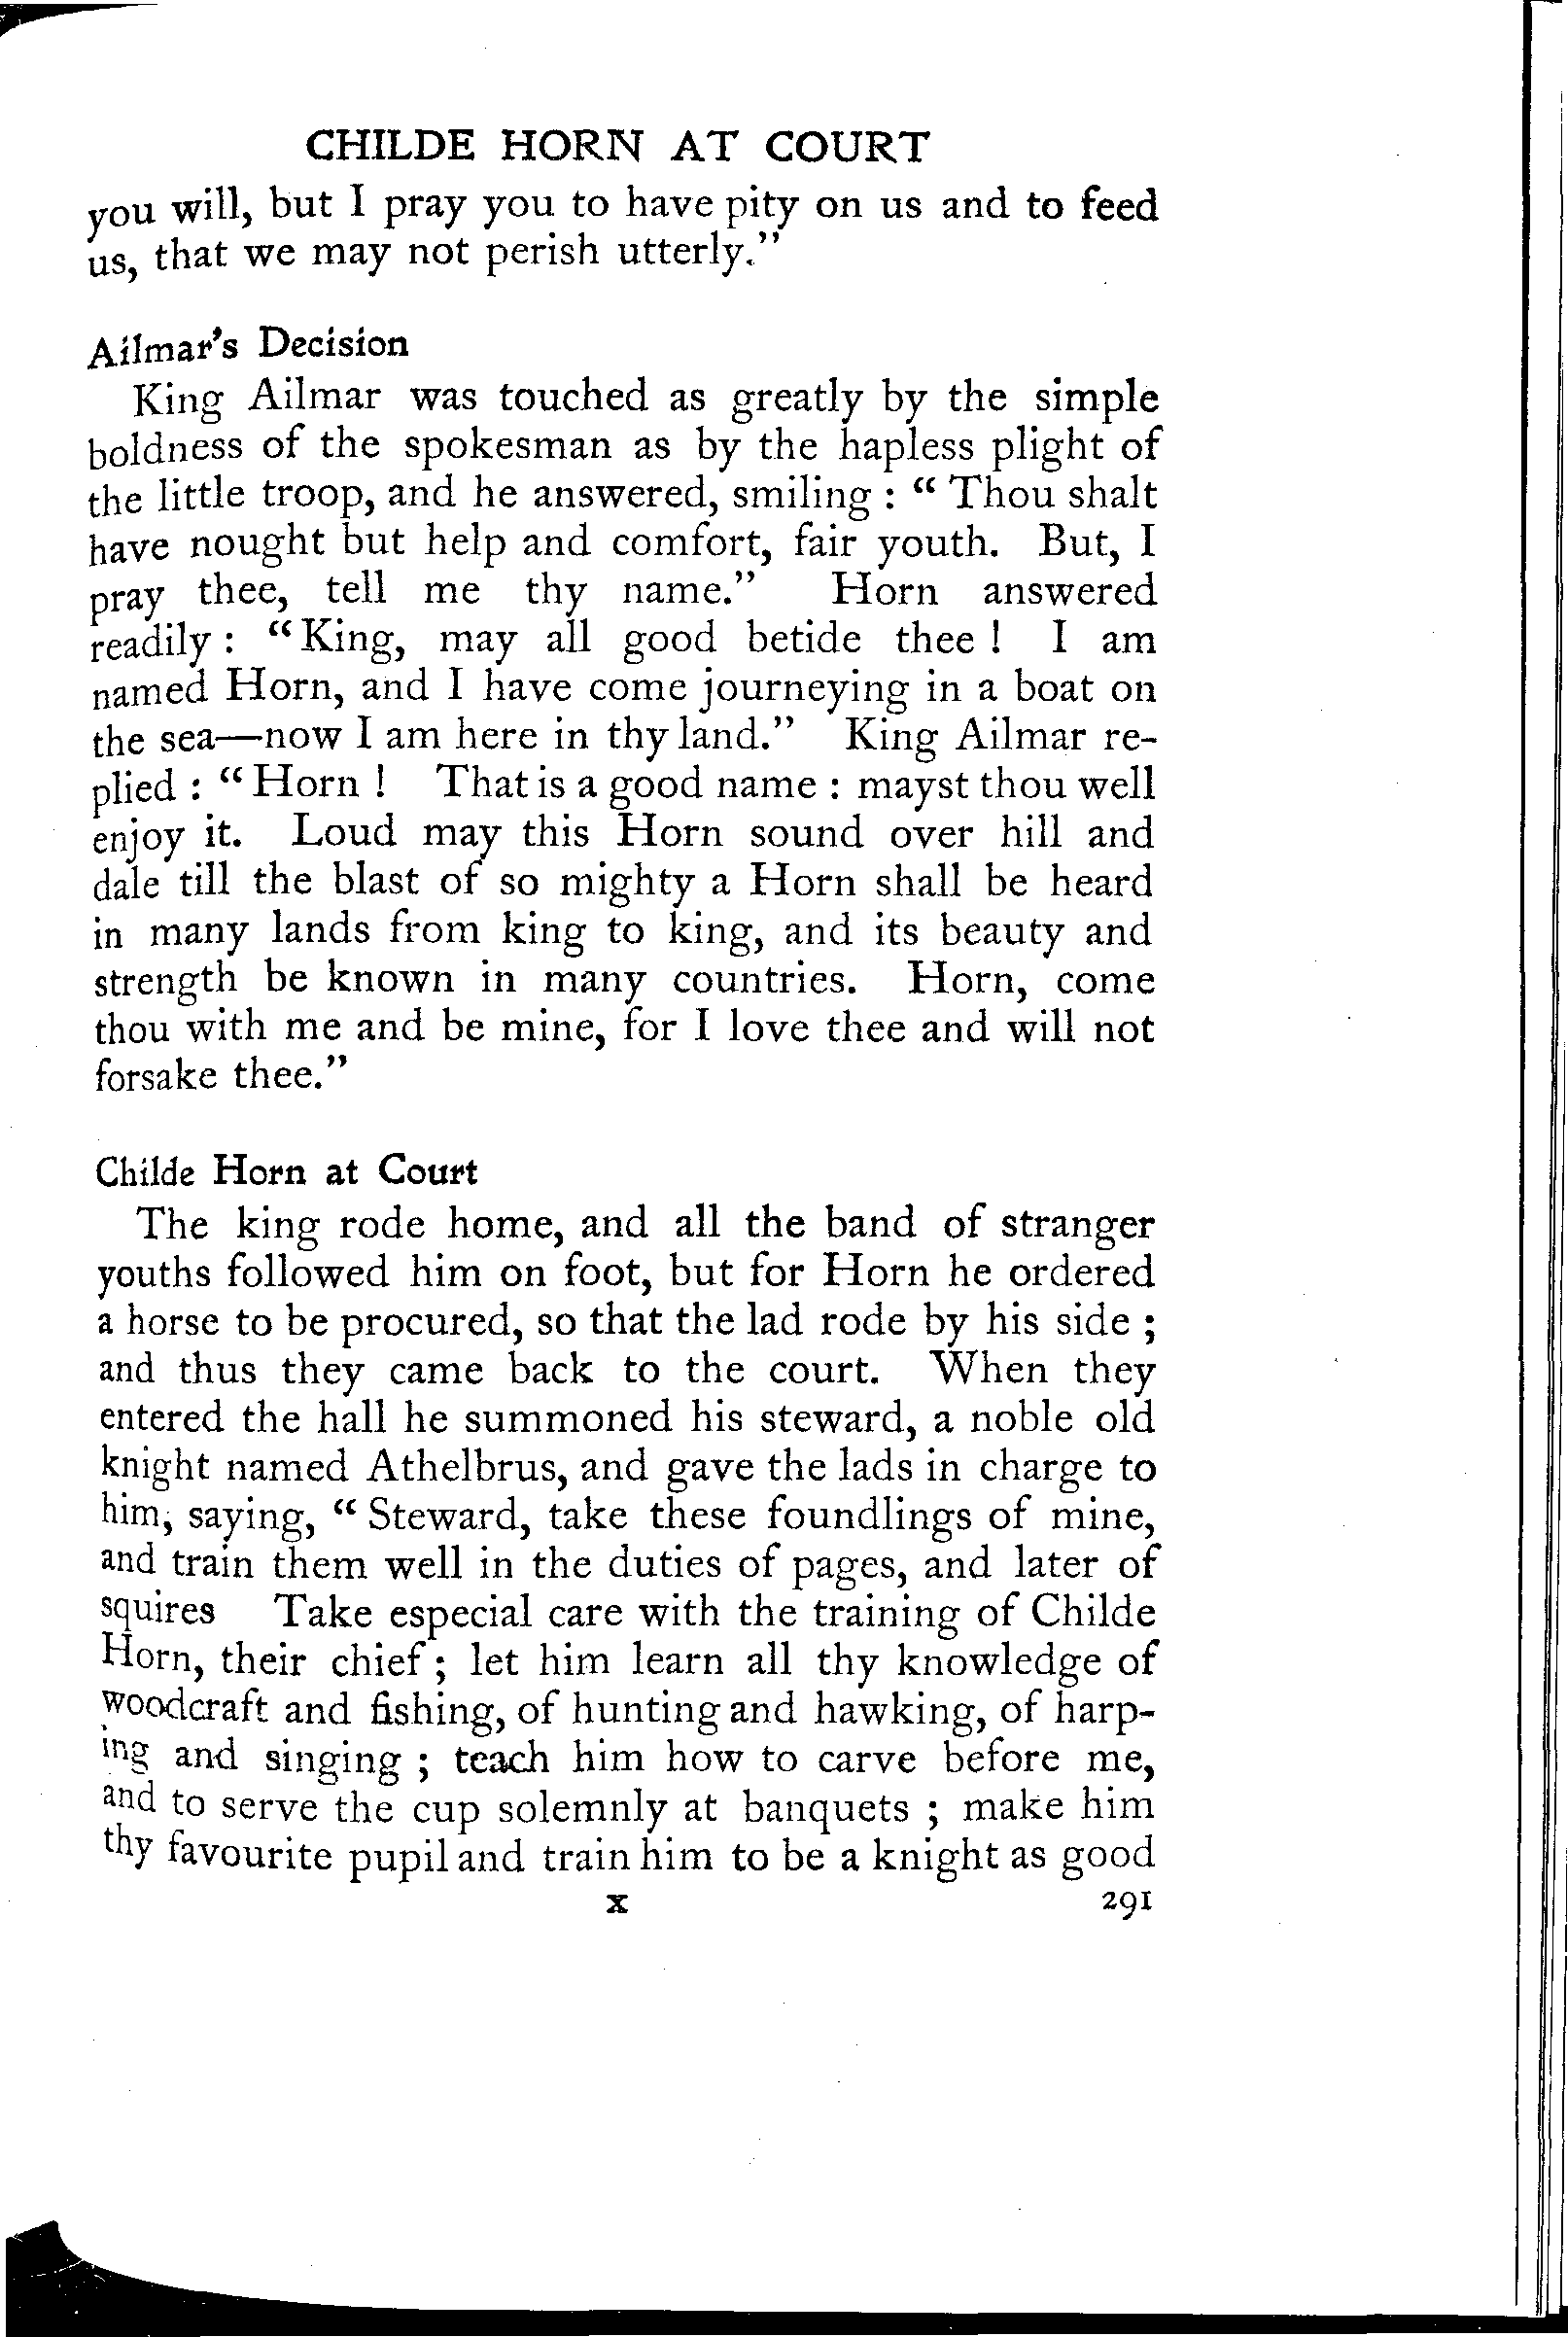 CHILDE HORN AT COURT
you will, but I pray you to have pity on us and to feed
us, that we may not perish utterly."
Ailmar's Decision
King Ailmar was touched as greatly by the simple
boldness of the spokesman as by the hapless plight of
the little troop, and he answered, smiling : " Thou shalt
have nought but help and comfort, fair youth. But, I
pray thee, tell me thy name." Horn answered
readily : " King, may all good betide thee ! I am
named Horn, and I have come journeying in a boat on
the sea—now I am here in thy land." King Ailmar re-
plied : " Horn ! That is a good name : mayst thou well
enjoy it. Loud may this Horn sound over hill and
dale till the blast of so mighty a Horn shall be heard
in many lands from king to king, and its beauty and
strength be known in many countries. Horn, come
thou with me and be mine, for I love thee and will not
forsake thee."
Childe Horn at Court
The king rode home, and all the band of stranger
youths followed him on foot, but for Horn he ordered
a horse to be procured, so that the lad rode by his side ;
and thus they came back to the court. When they
entered the hall he summoned his steward, a noble old
knight named Athelbrus, and gave the lads in charge to
him, saying, " Steward, take these foundlings of mine,
and train them well in the duties of pages, and later of
squires Take especial care with the training of Childe
Horn, their chief ; let him learn all thy knowledge of
woodcraft and fishing, of hunting and hawking, of harp-
ing and singing ; teach him how to carve before me,
and to serve the cup solemnly at banquets ; make him
thy favourite pupil and train him to be a knight as good
x 291